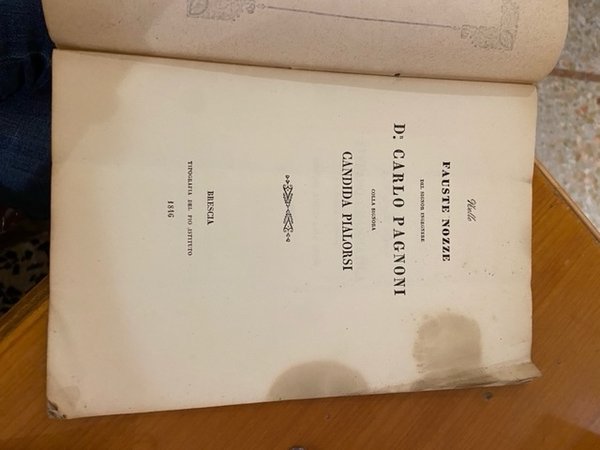 Nelle
FAUSTE NOZZE
DEL SIGNOR INGEGNERE
D.n CARLO PAGNONI
COLLA SIGNORA
CANDIDA PIALORSI
BRESCIA
TIPOGRAFIA DEL PIO ISTITUTO
1846